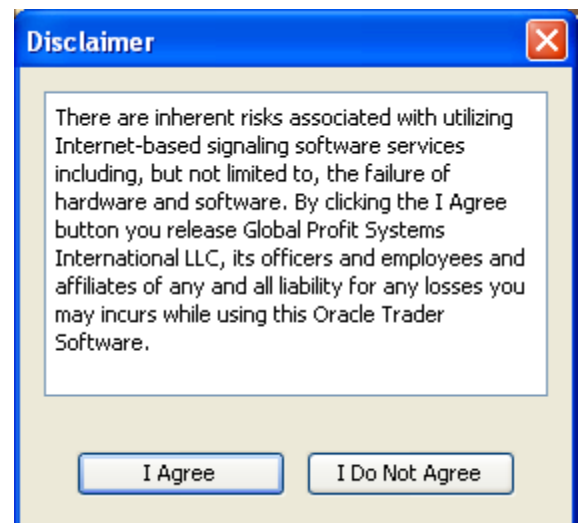 Disclaimer
There are inherent risks associated with utilizing
Internet-based signaling software services
including, but not limited to, the failure of
hardware and software. By clicking the I Agree
button you release Global Profit Systems
International LLC, its officers and employees and
affiliates of any and all liability for any losses you
may incurs while using this Oracle Trader
Software.
I Agree
I Do Not Agree